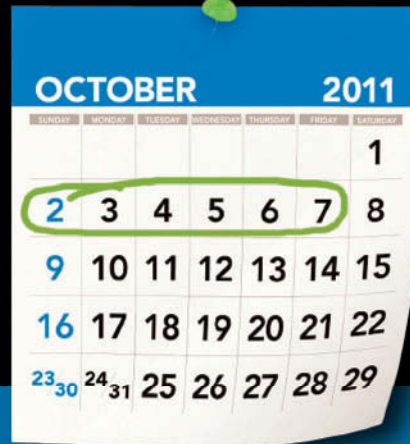 OCTOBER 2011
SUNDAY MONDAY TUESDAY WEDNESDAY THURSDAY FRIDAY SATURDAY
1
2 3 4 5 6 7 8
9 10 11 12 13 14 15
16 17 18 19 20 21 22
23 30 24 31 25 26 27 28 29